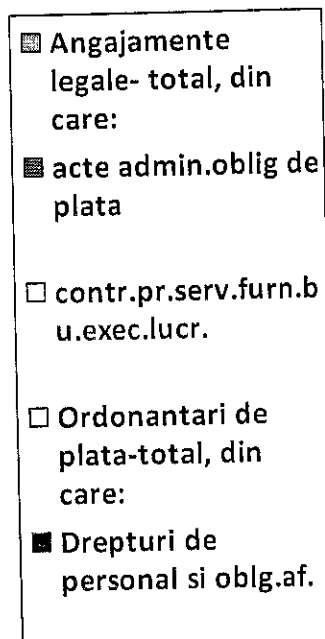 Angajamente
legale- total, din
care:
acte admin.oblig de
plata
contr.pr.serv.furn.b
u.exec.lucr.
Ordonantari de
plata-total, din
care:
Drepturi de
personal si oblg.af.